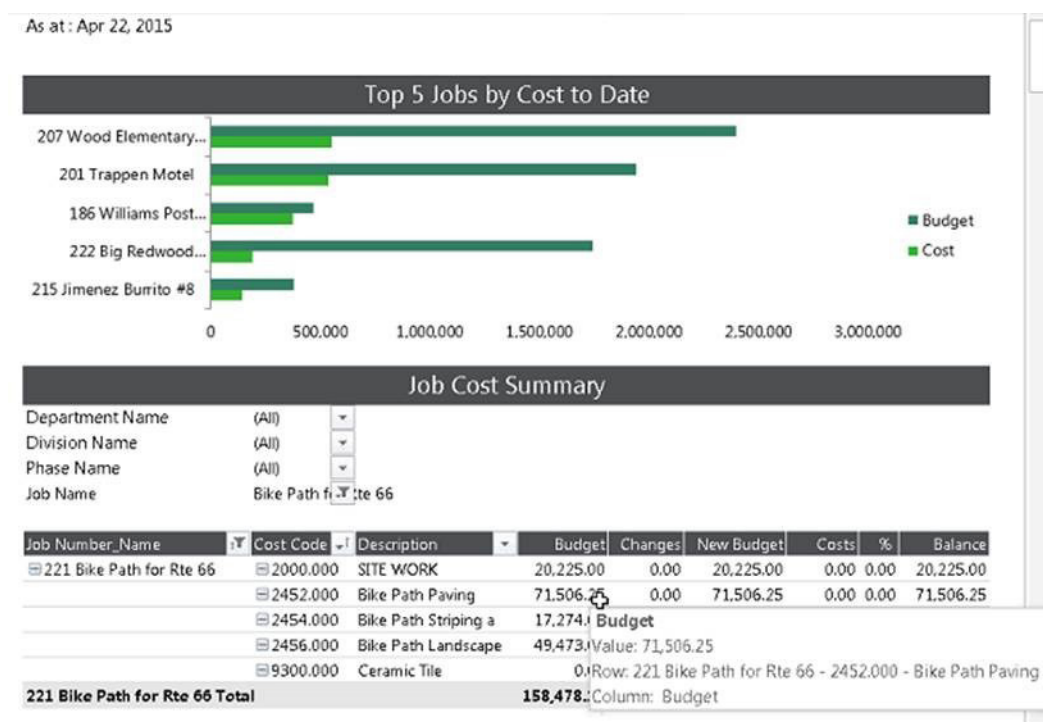 As at : Apr 22, 2015
Top 5 Jobs by Cost to Date
207 Wood Elementary...
201 Trappen Motel
186 Williams Post...
222 Big Redwood...
215 Jimenez Burrito #8
Budget
Cost
0 500,000 1,000,000 1,500,000 2,000,000 2,500,000 3,000,000
Job Cost Summary
Department Name (All)
Division Name (All)
Phase Name (All)
Job Name Bike Path 66
Job Number_Name Cost Code Description Budget Changes New Budget Costs % Balance
221 Bike Path for Rte 66 2000.000 SITE WORK 20,225.00 0.00 20,225.00 0.00 0.00 20,225.00
2452.000 Bike Path Paving 71,506.25 0.00 71,506.25 0.00 0.00 71,506.25
2454.000 Bike Path Striping a 17,274.
2456.000 Bike Path Landscape 49,473.
9300.000 Ceramic Tile 0.
221 Bike Path for Rte 66 Total 158,478.
Budget
Value: 71,506.25
Row: 221 Bike Path for Rte 66 - 2452.000 - Bike Path Paving
Column: Budget